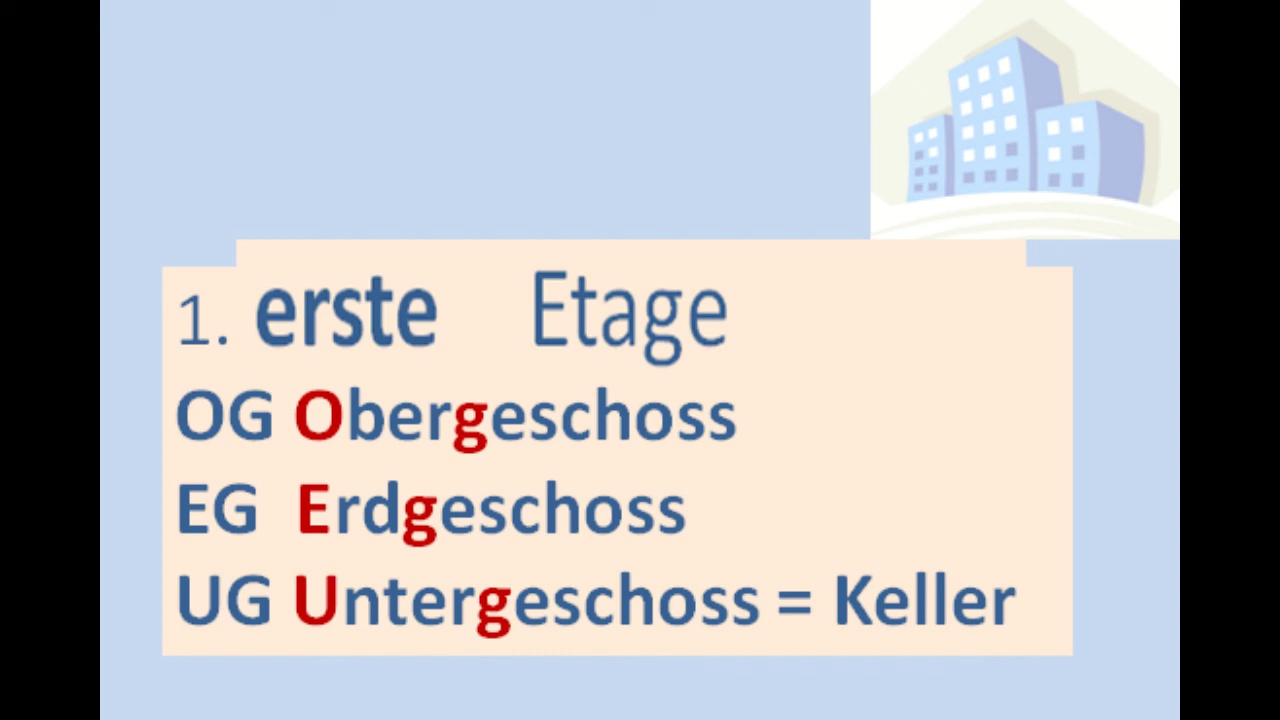 1. erste Etage
OG Obergeschoss
EG Erdgeschoss
UG Untergeschoss = Keller